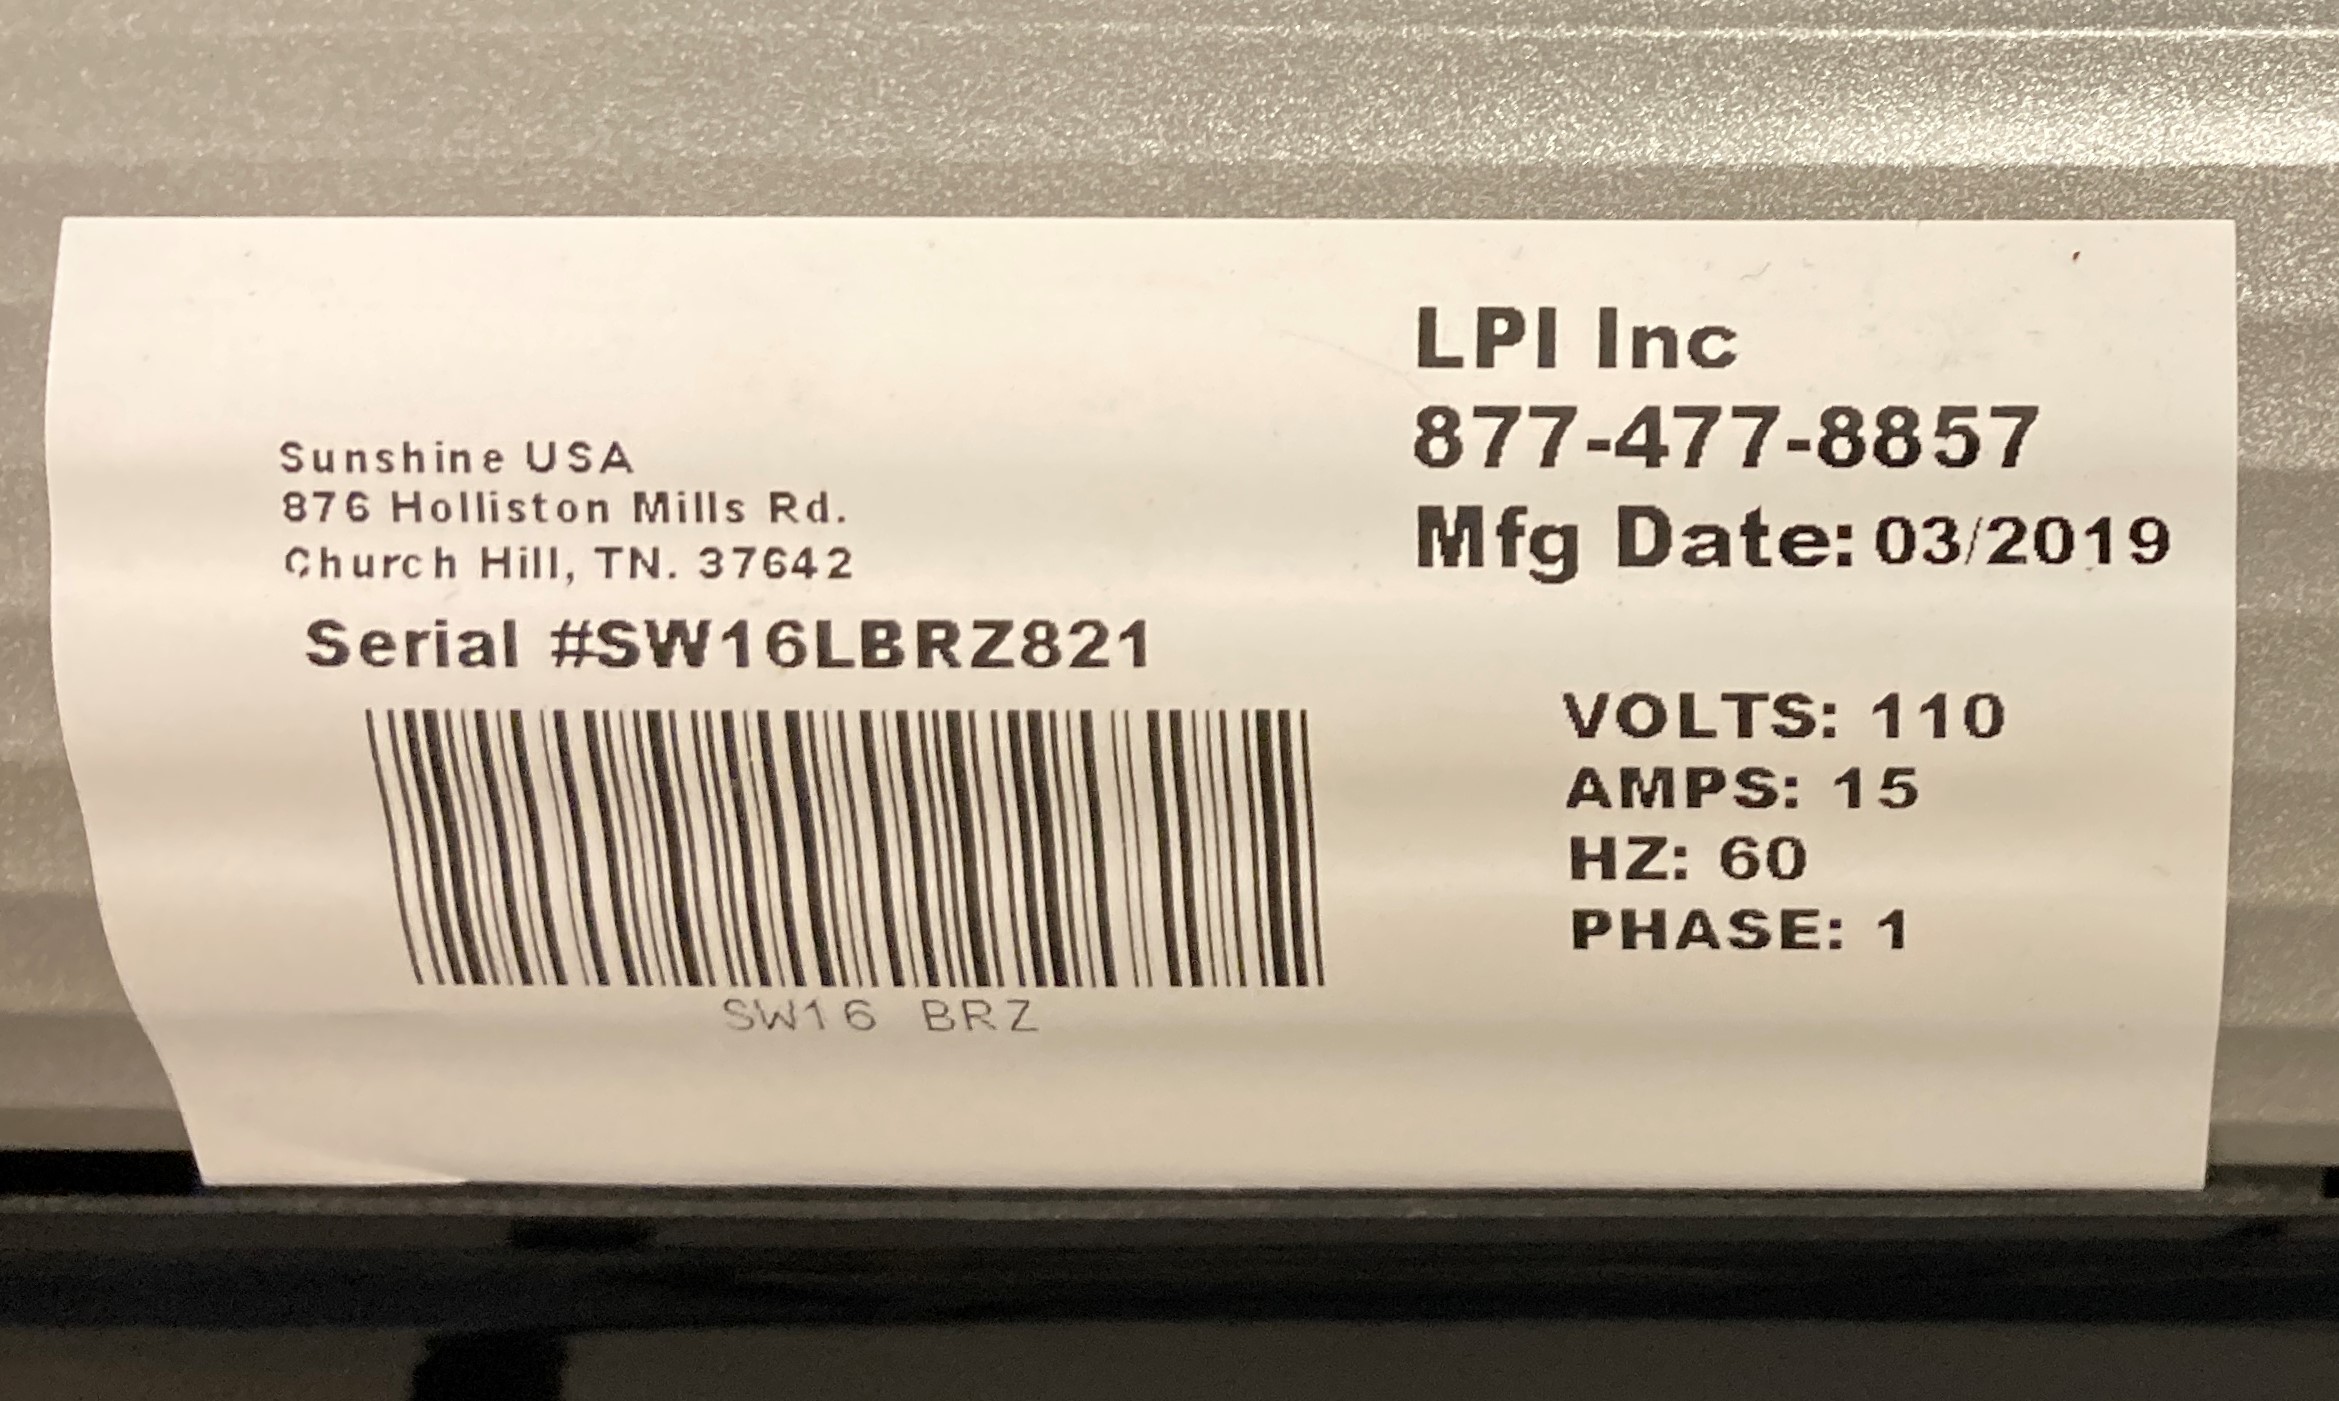 Sunshine USA
876 Holliston Mills Rd.
Church Hill, TN. 37642
Serial #SW16LBRZ821
SW16 BRZ
LPI Inc
877-477-8857
Mfg Date: 03/2019
VOLTS: 110
AMPS: 15
HZ: 60
PHASE: 1